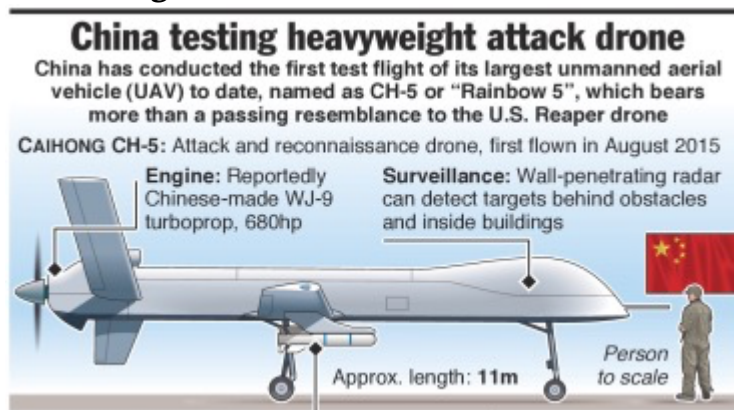 China testing heavyweight attack drone
China has conducted the first test flight of its largest unmanned aerial
vehicle (UAV) to date, named as CH-5 or “Rainbow 5”, which bears
more than a passing resemblance to the U.S. Reaper drone
CAIHONG CH-5: Attack and reconnaissance drone, first flown in August 2015
Engine: Reportedly
Chinese-made WJ-9
turboprop, 680hp
Surveillance: Wall-penetrating radar
can detect targets behind obstacles
and inside buildings
Approx. length: 11m
Person
to scale